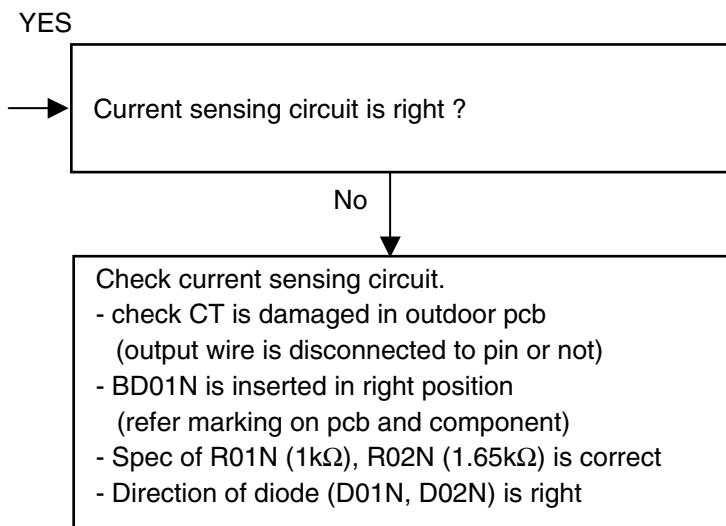 YES
Current sensing circuit is right ?
No
Check current sensing circuit.
- check CT is damaged in outdoor pcb
(output wire is disconnected to pin or not)
- BD01N is inserted in right position
(refer marking on pcb and component)
- Spec of R01N (1kΩ), R02N (1.65kΩ) is correct
- Direction of diode (D01N, D02N) is right